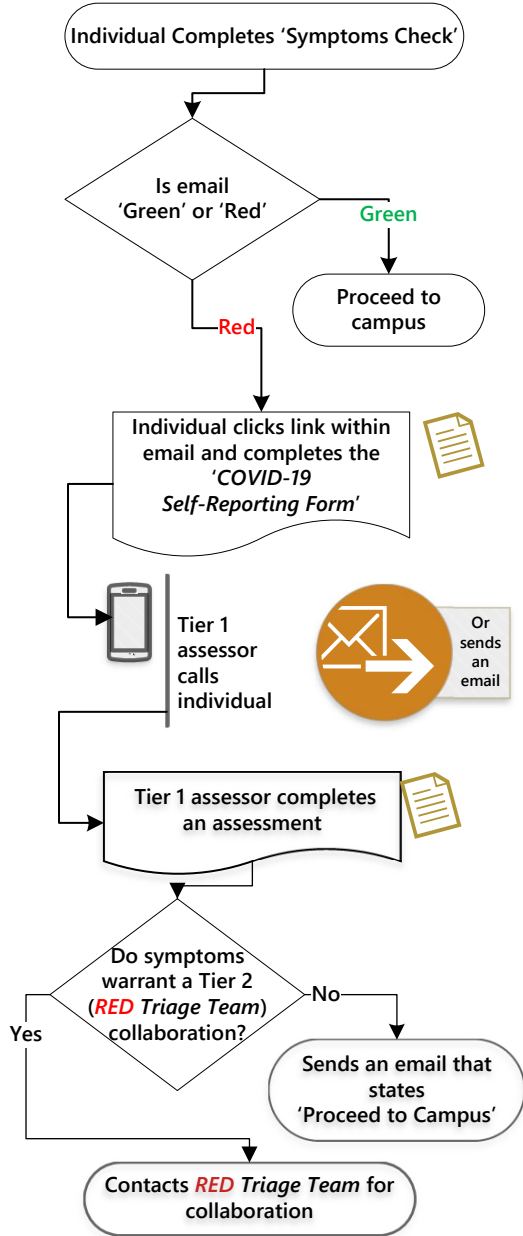 Individual Completes ‘Symptoms Check’
Is email
‘Green’ or ‘Red’
Green
Proceed to
campus
Red
Individual clicks link within
email and completes the
‘COVID-19
Self-Reporting Form’
Tier 1
assessor
calls
individual
Or
sends
an
email
Tier 1 assessor completes
an assessment
Do symptoms
warrant a Tier 2
(RED Triage Team)
collaboration?
No
Yes
Sends an email that
states
‘Proceed to Campus’
Contacts RED Triage Team for
collaboration